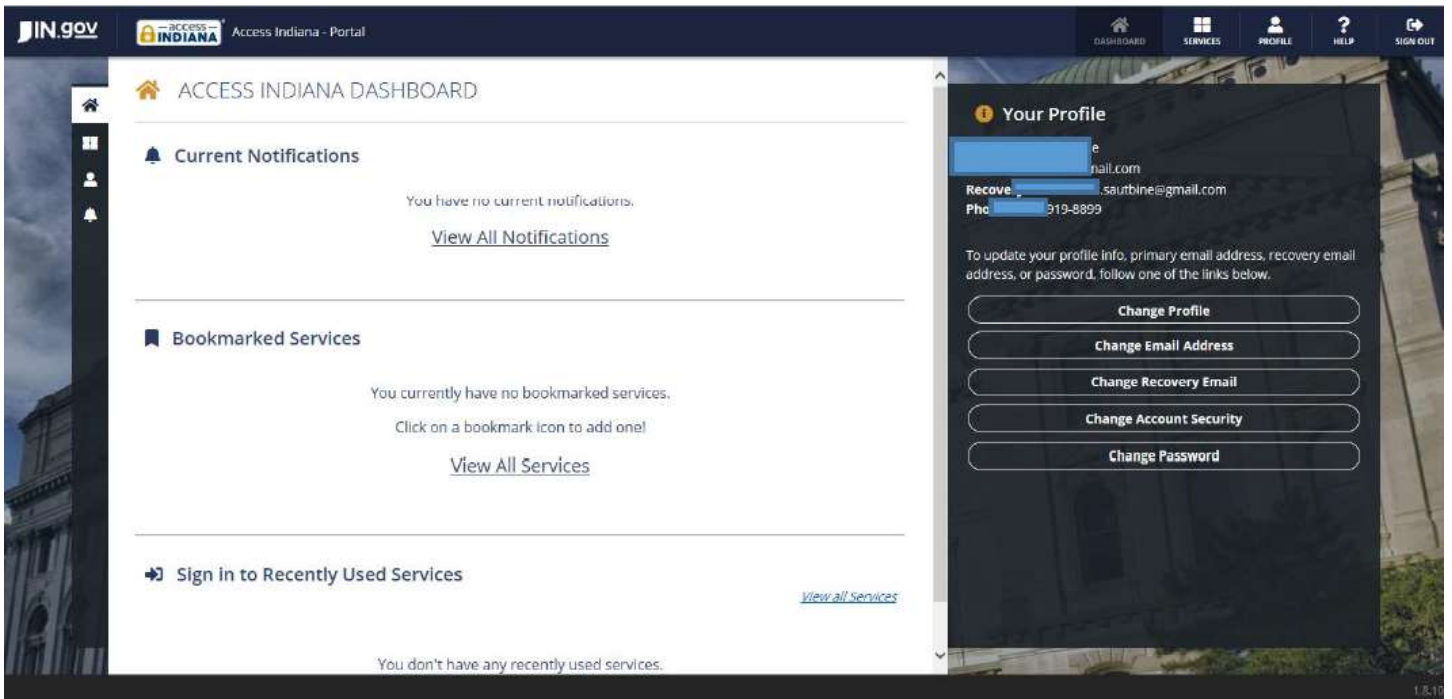 IN.gov
access
INDIANA
Access Indiana - Portal
DASHBOARD
SERVICES
PROFILE
HELP
SIGN OUT
ACCESS INDIANA DASHBOARD
Current Notifications
You have no current notifications.
View All Notifications
Bookmarked Services
You currently have no bookmarked services.
Click on a bookmark icon to add one!
View All Services
Sign in to Recently Used Services
View all Services
You don't have any recently used services.
Your Profile
e
mail.com
Recove .sautbine@gmail.com
Pho 919-8899
To update your profile info, primary email address, recovery email
address, or password, follow one of the links below.
Change Profile
Change Email Address
Change Recovery Email
Change Account Security
Change Password